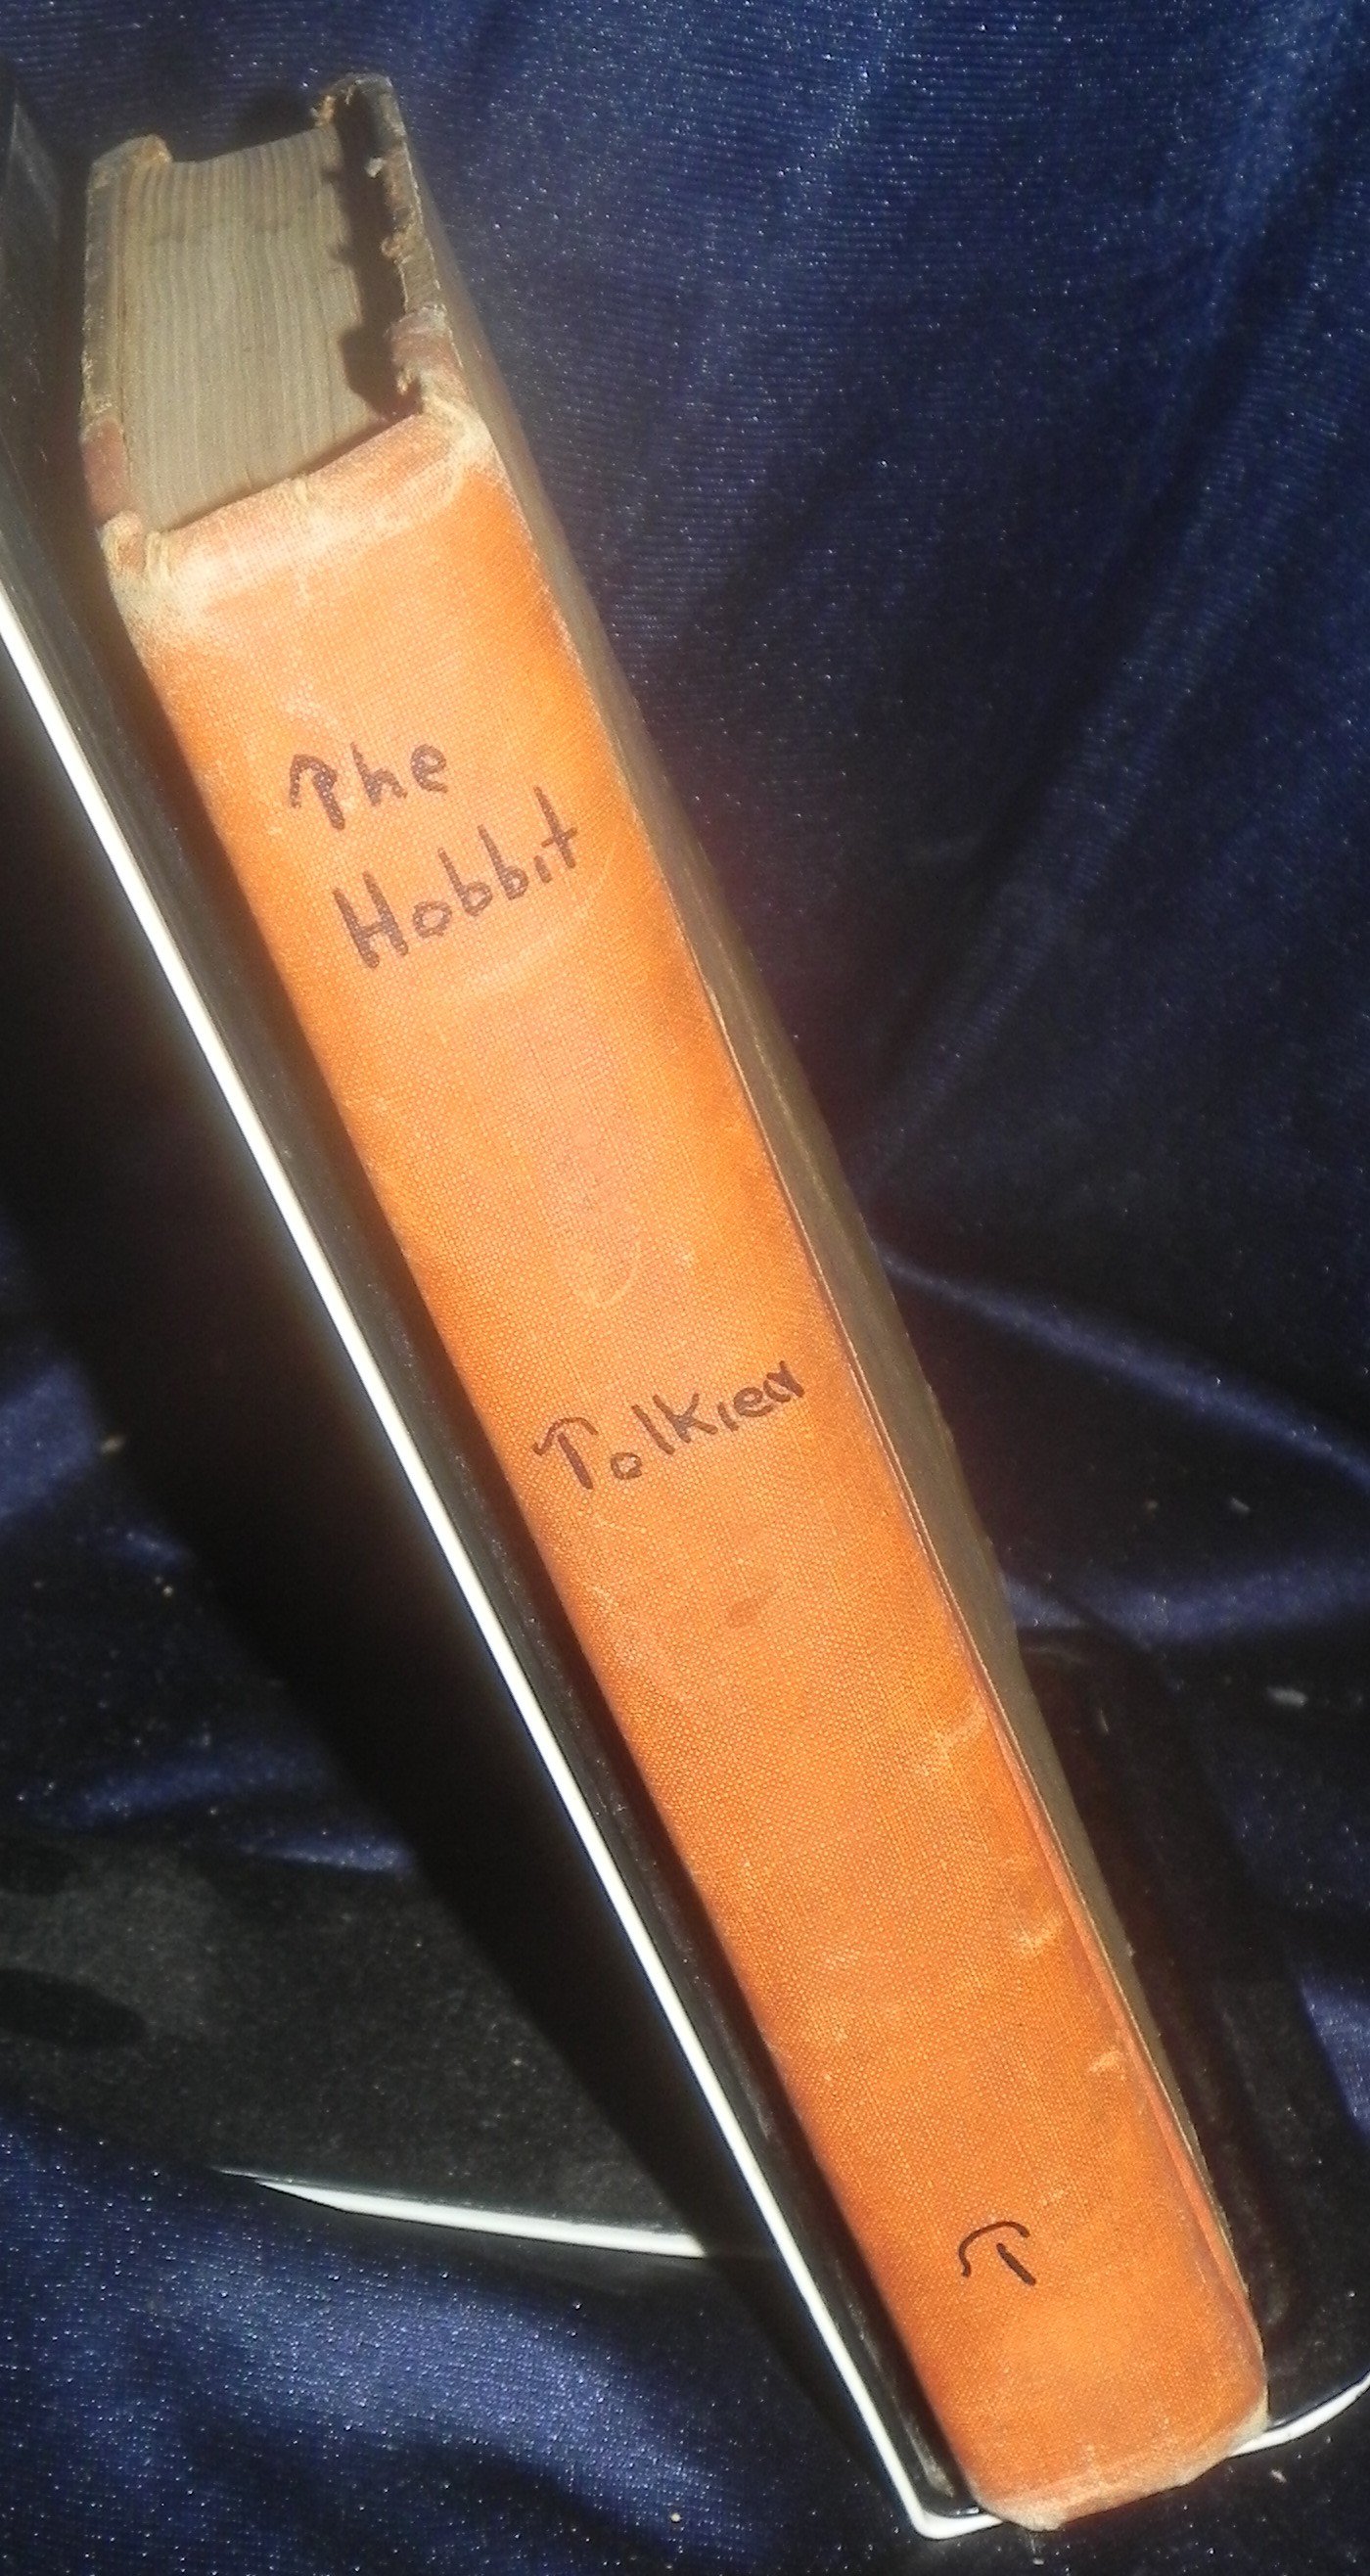 The
Hobbit
Tolkien
T